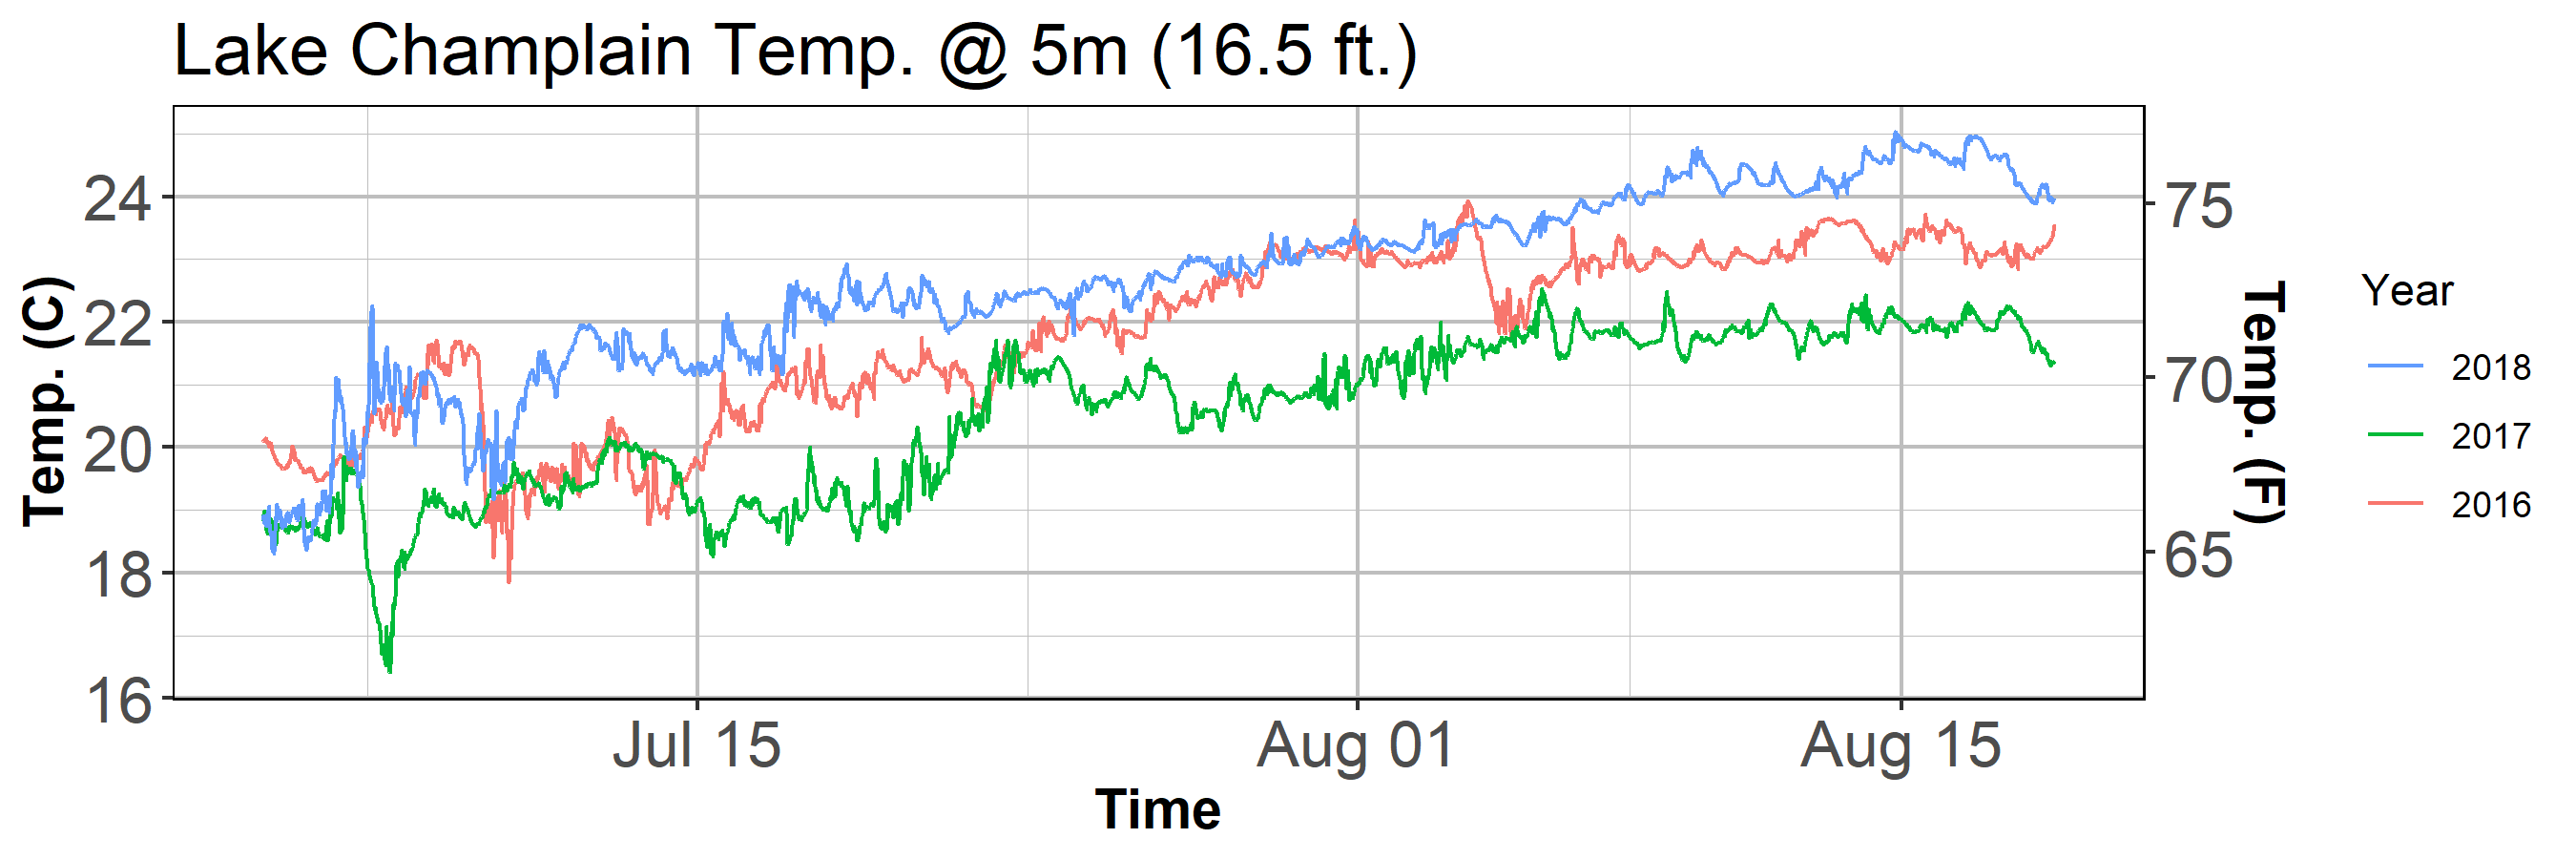 Lake Champlain Temp. @ 5m (16.5 ft.)
Temp. (C)
24
22
20
18
16
Jul 15
Aug 01
Aug 15
Time
75
70
65
Temp. (F)
Year
2018
2017
2016